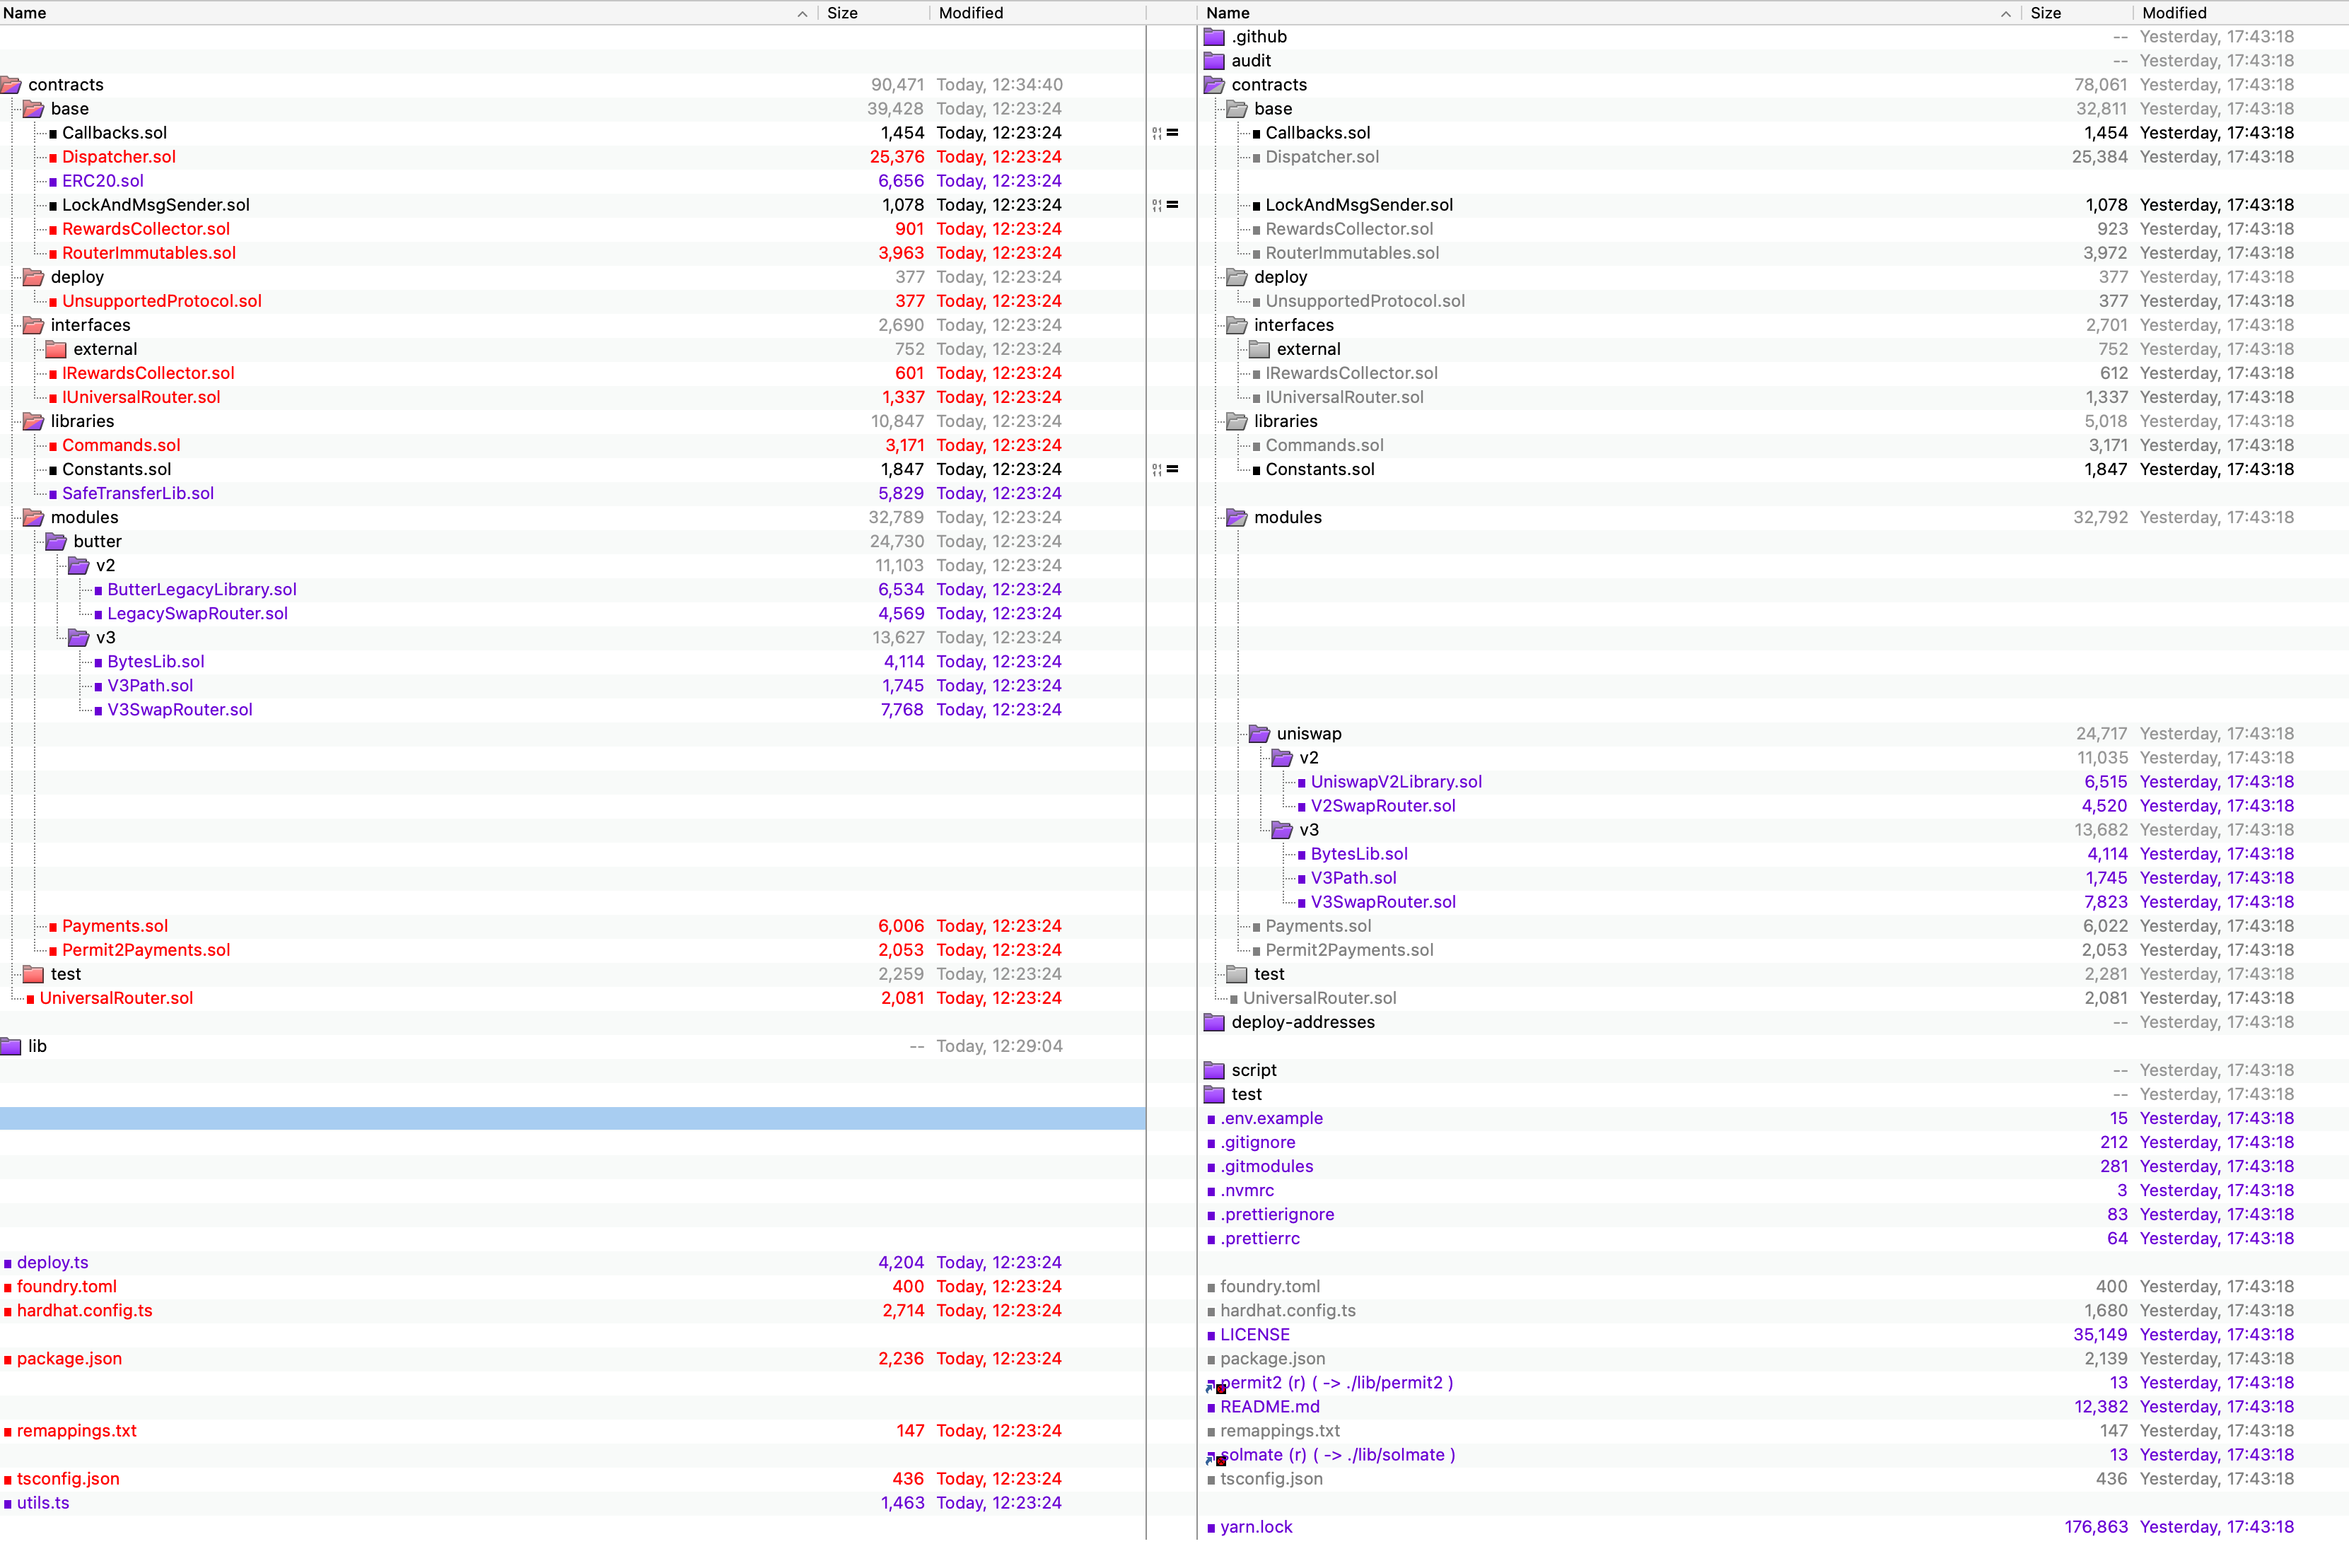 Name Size Modified Name Size Modified
.github -- Yesterday, 17:43:18
audit -- Yesterday, 17:43:18
contracts 90,471 Today, 12:34:40 contracts 78,061 Yesterday, 17:43:18
base 39,428 Today, 12:23:24 base 32,811 Yesterday, 17:43:18
Callbacks.sol 1,454 Today, 12:23:24 = Callbacks.sol 1,454 Yesterday, 17:43:18
Dispatcher.sol 25,376 Today, 12:23:24 Dispatcher.sol 25,384 Yesterday, 17:43:18
ERC20.sol 6,656 Today, 12:23:24
LockAndMsgSender.sol 1,078 Today, 12:23:24 = LockAndMsgSender.sol 1,078 Yesterday, 17:43:18
RewardsCollector.sol 901 Today, 12:23:24 RewardsCollector.sol 923 Yesterday, 17:43:18
RouterImmutables.sol 3,963 Today, 12:23:24 RouterImmutables.sol 3,972 Yesterday, 17:43:18
deploy 377 Today, 12:23:24 deploy 377 Yesterday, 17:43:18
UnsupportedProtocol.sol 377 Today, 12:23:24 UnsupportedProtocol.sol 377 Yesterday, 17:43:18
interfaces 2,690 Today, 12:23:24 interfaces 2,701 Yesterday, 17:43:18
external 752 Today, 12:23:24 external 752 Yesterday, 17:43:18
IRewardsCollector.sol 601 Today, 12:23:24 IRewardsCollector.sol 612 Yesterday, 17:43:18
IUniversalRouter.sol 1,337 Today, 12:23:24 IUniversalRouter.sol 1,337 Yesterday, 17:43:18
libraries 10,847 Today, 12:23:24 libraries 5,018 Yesterday, 17:43:18
Commands.sol 3,171 Today, 12:23:24 Commands.sol 3,171 Yesterday, 17:43:18
Constants.sol 1,847 Today, 12:23:24 = Constants.sol 1,847 Yesterday, 17:43:18
SafeTransferLib.sol 5,829 Today, 12:23:24
modules 32,789 Today, 12:23:24 modules 32,792 Yesterday, 17:43:18
butter 24,730 Today, 12:23:24
v2 11,103 Today, 12:23:24
ButterLegacyLibrary.sol 6,534 Today, 12:23:24
LegacySwapRouter.sol 4,569 Today, 12:23:24
v3 13,627 Today, 12:23:24
BytesLib.sol 4,114 Today, 12:23:24
V3Path.sol 1,745 Today, 12:23:24
V3SwapRouter.sol 7,768 Today, 12:23:24
uniswap 24,717 Yesterday, 17:43:18
v2 11,035 Yesterday, 17:43:18
UniswapV2Library.sol 6,515 Yesterday, 17:43:18
V2SwapRouter.sol 4,520 Yesterday, 17:43:18
v3 13,682 Yesterday, 17:43:18
BytesLib.sol 4,114 Yesterday, 17:43:18
V3Path.sol 1,745 Yesterday, 17:43:18
V3SwapRouter.sol 7,823 Yesterday, 17:43:18
Payments.sol 6,006 Today, 12:23:24 Payments.sol 6,022 Yesterday, 17:43:18
Permit2Payments.sol 2,053 Today, 12:23:24 Permit2Payments.sol 2,053 Yesterday, 17:43:18
test 2,259 Today, 12:23:24 test 2,281 Yesterday, 17:43:18
UniversalRouter.sol 2,081 Today, 12:23:24 UniversalRouter.sol 2,081 Yesterday, 17:43:18
deploy-addresses -- Yesterday, 17:43:18
lib -- Today, 12:29:04
script -- Yesterday, 17:43:18
test -- Yesterday, 17:43:18
.env.example 15 Yesterday, 17:43:18
.gitignore 212 Yesterday, 17:43:18
.gitmodules 281 Yesterday, 17:43:18
.nvmrc 3 Yesterday, 17:43:18
.prettierignore 83 Yesterday, 17:43:18
.prettierrc 64 Yesterday, 17:43:18
deploy.ts 4,204 Today, 12:23:24
foundry.toml 400 Today, 12:23:24 foundry.toml 400 Yesterday, 17:43:18
hardhat.config.ts 2,714 Today, 12:23:24 hardhat.config.ts 1,680 Yesterday, 17:43:18
LICENSE 35,149 Yesterday, 17:43:18
package.json 2,236 Today, 12:23:24 package.json 2,139 Yesterday, 17:43:18
permit2 (r) ( -> ./lib/permit2 ) 13 Yesterday, 17:43:18
README.md 12,382 Yesterday, 17:43:18
remappings.txt 147 Today, 12:23:24 remappings.txt 147 Yesterday, 17:43:18
solmate (r) ( -> ./lib/solmate ) 13 Yesterday, 17:43:18
tsconfig.json 436 Today, 12:23:24 tsconfig.json 436 Yesterday, 17:43:18
utils.ts 1,463 Today, 12:23:24
yarn.lock 176,863 Yesterday, 17:43:18